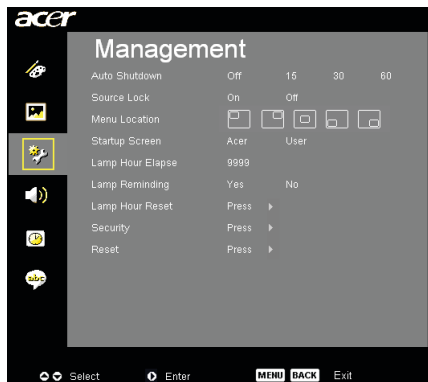 acer
Management
Auto Shutdown Off 15 30 60
Source Lock On Off
Menu Location
Startup Screen Acer User
Lamp Hour Elapse 9999
Lamp Reminding Yes No
Lamp Hour Reset Press
Security Press
Reset Press
abc
Select Enter MENU BACK Exit